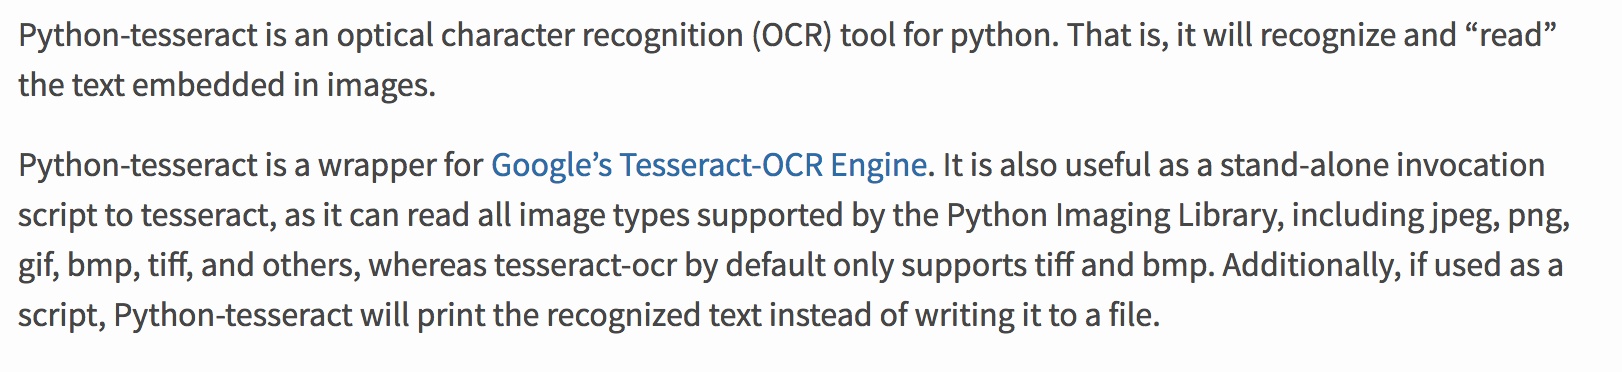 Python-tesseract is an optical character recognition (OCR) tool for python. That is, it will recognize and “read”
the text embedded in images.
Python-tesseract is a wrapper for Google’s Tesseract-OCR Engine. It is also useful as a stand-alone invocation
script to tesseract, as it can read all image types supported by the Python Imaging Library, including jpeg, png,
gif, bmp, tiff, and others, whereas tesseract-ocr by default only supports tiff and bmp. Additionally, if used as a
script, Python-tesseract will print the recognized text instead of writing it to a file.